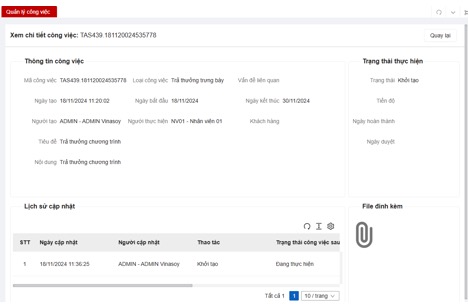 Quản lý công việc
Xem chi tiết công việc: TAS439.181120024535778
Quay lại
Thông tin công việc
Trạng thái thực hiện
Mã công việc TAS439.181120024535778 Loại công việc Trả thưởng trưng bày Vấn đề liên quan
Trạng thái Khởi tạo
Ngày tạo 18/11/2024 11:20:02 Ngày bắt đầu 18/11/2024 Ngày kết thúc 30/11/2024
Tiến độ
Người tạo ADMIN - ADMIN Vinasoy Người thực hiện NV01 - Nhân viên 01 Khách hàng
Ngày hoàn thành
Tiêu đề Trả thưởng chương trình
Ngày duyệt
Nội dung Trả thưởng chương trình
Lịch sử cập nhật
File đính kèm
STT Ngày cập nhật Người cập nhật Thao tác Trạng thái công việc sau
1 18/11/2024 11:36:25 ADMIN - ADMIN Vinasoy Khởi tạo Đang thực hiện
Tất cả 1 1 10 / trang